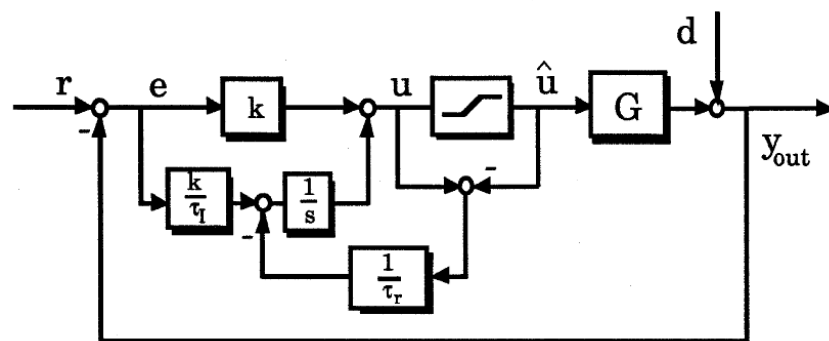 d
r e k u û G
-
y_out
k/τ_I - 1/s -
1/τ_r